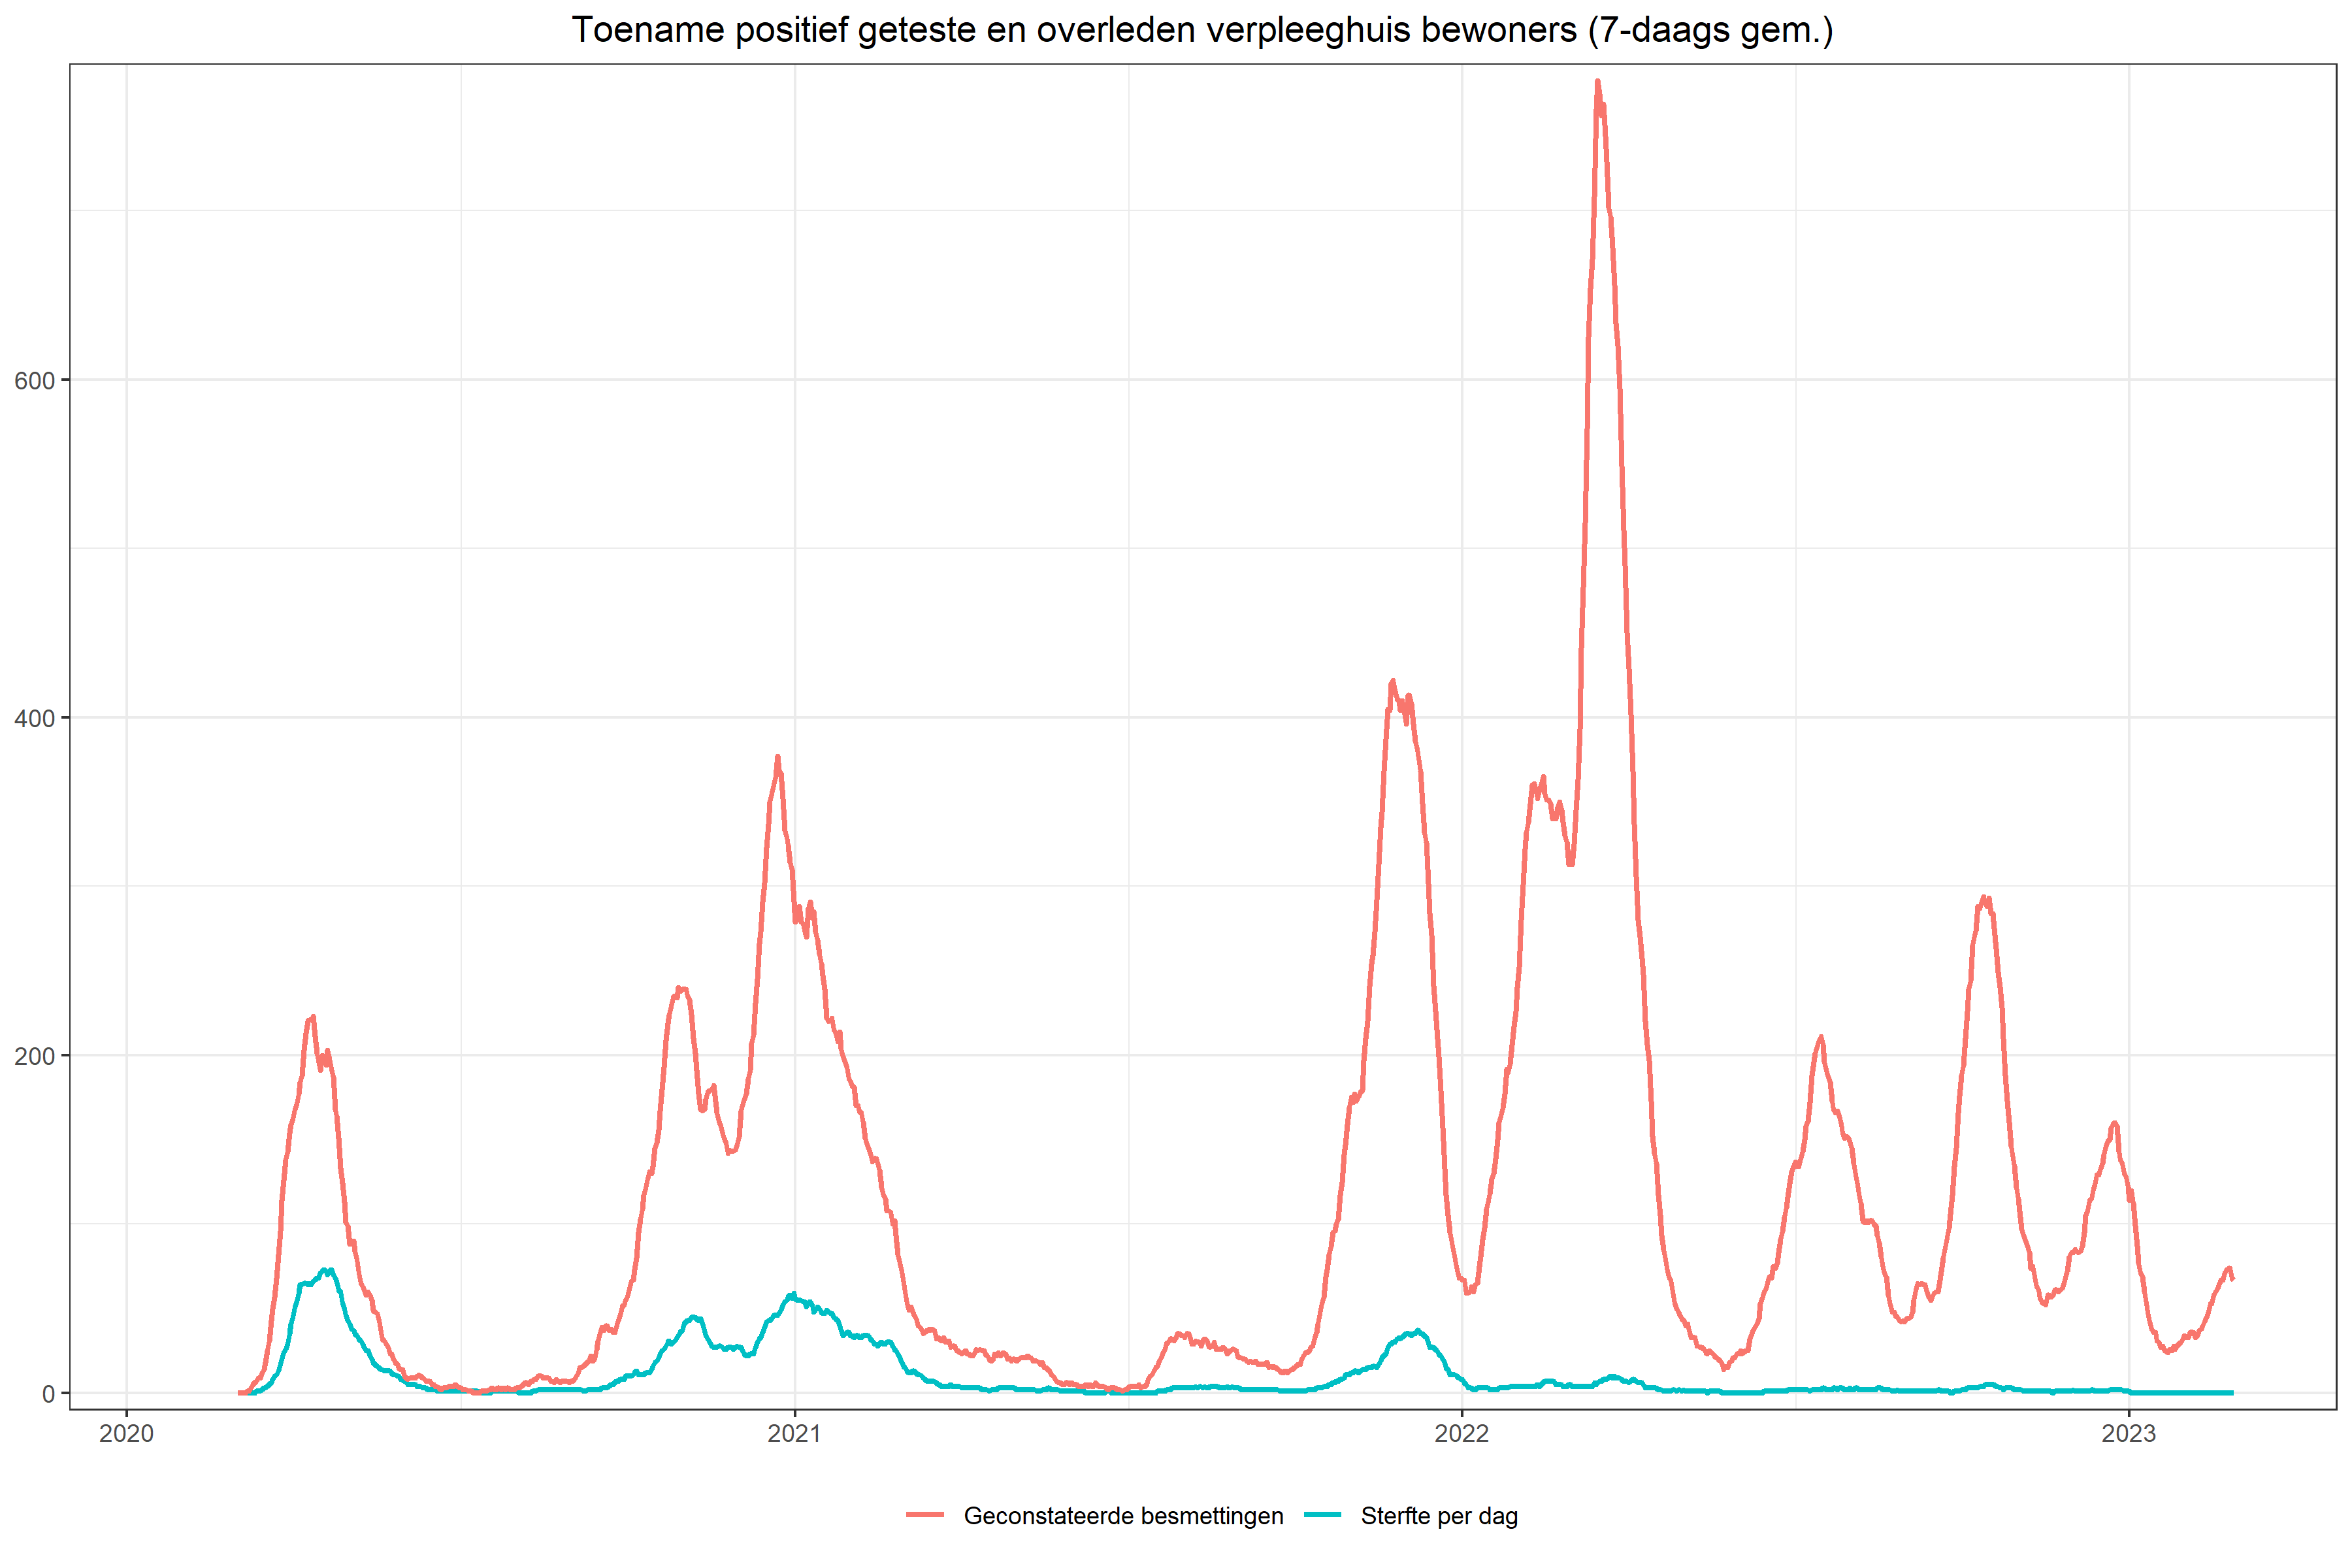 Toename positief geteste en overleden verpleeghuis bewoners (7-daags gem.)
600
400
200
0
2020 2021 2022 2023
Geconstateerde besmettingen Sterfte per dag